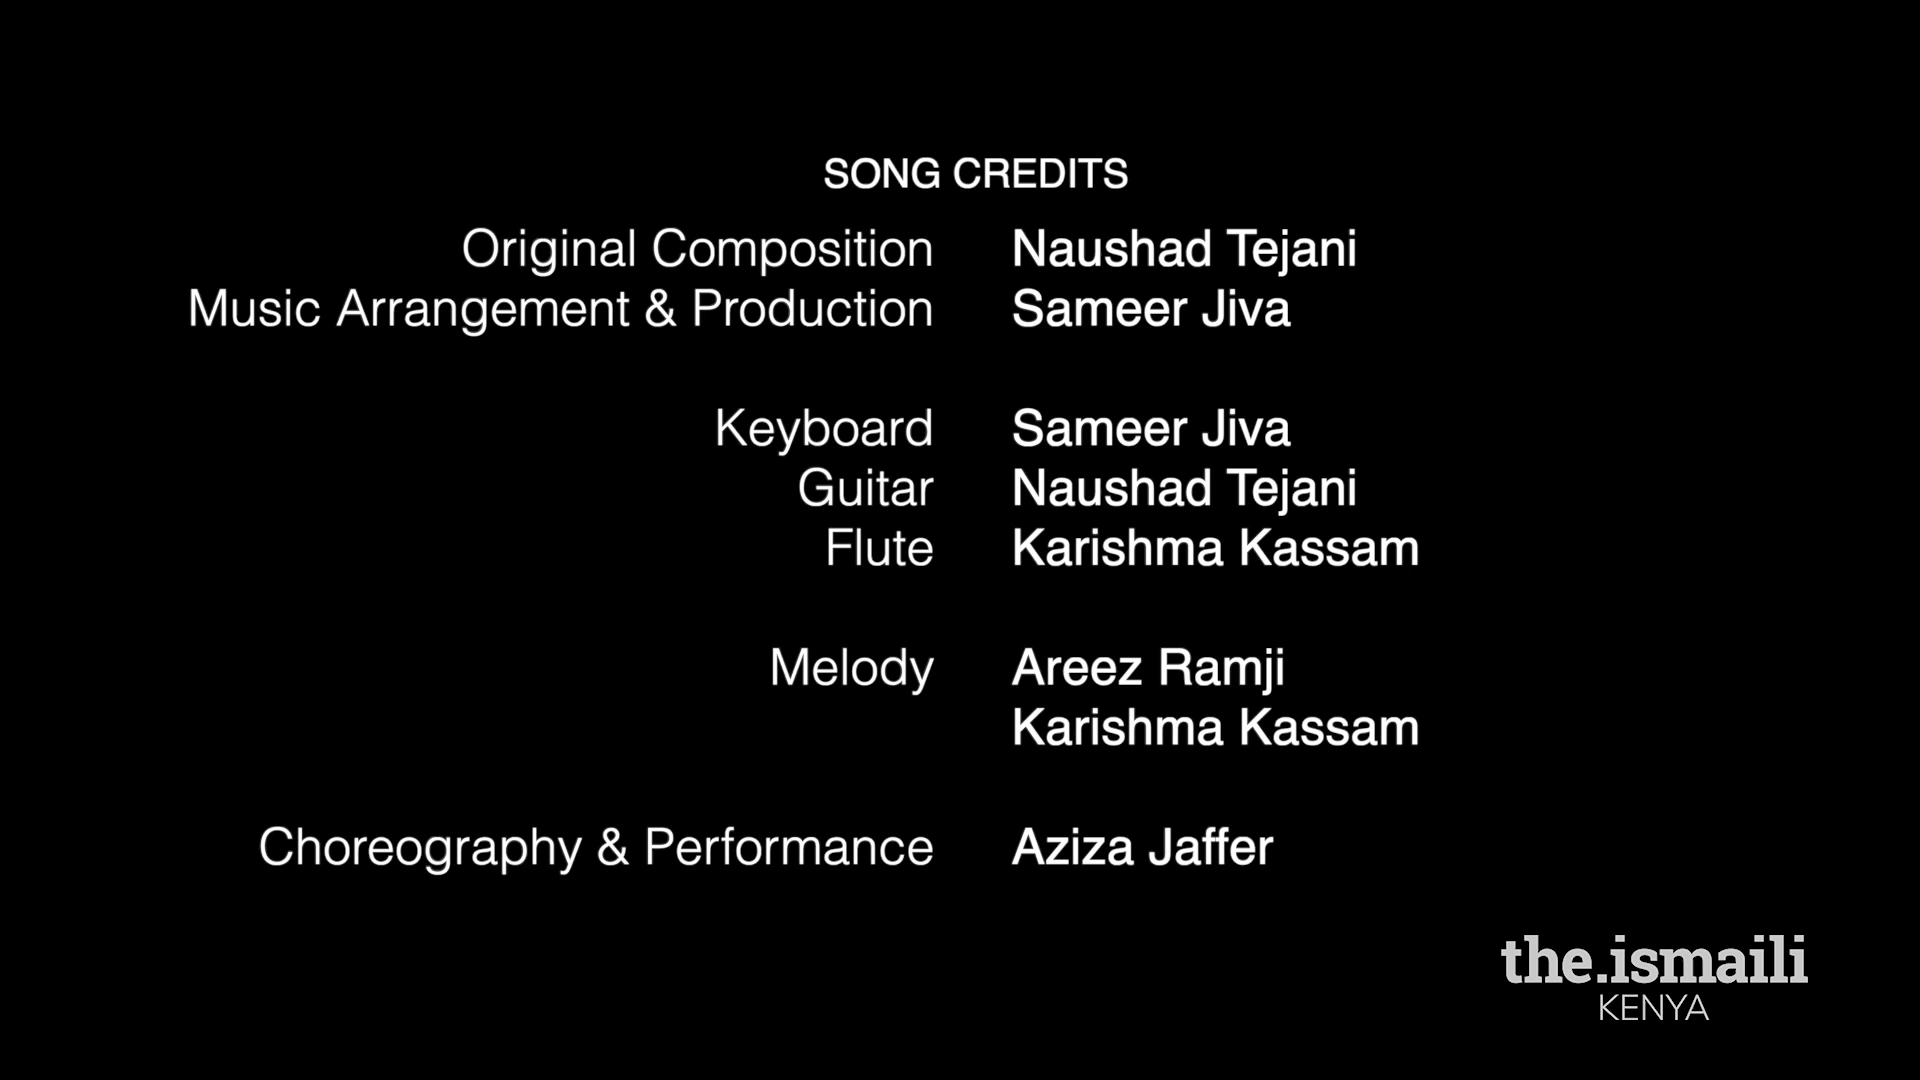 SONG CREDITS
Original Composition Naushad Tejani
Music Arrangement & Production Sameer Jiva
Keyboard Sameer Jiva
Guitar Naushad Tejani
Flute Karishma Kassam
Melody Areez Ramji
Karishma Kassam
Choreography & Performance Aziza Jaffer
the.ismaili
KENYA